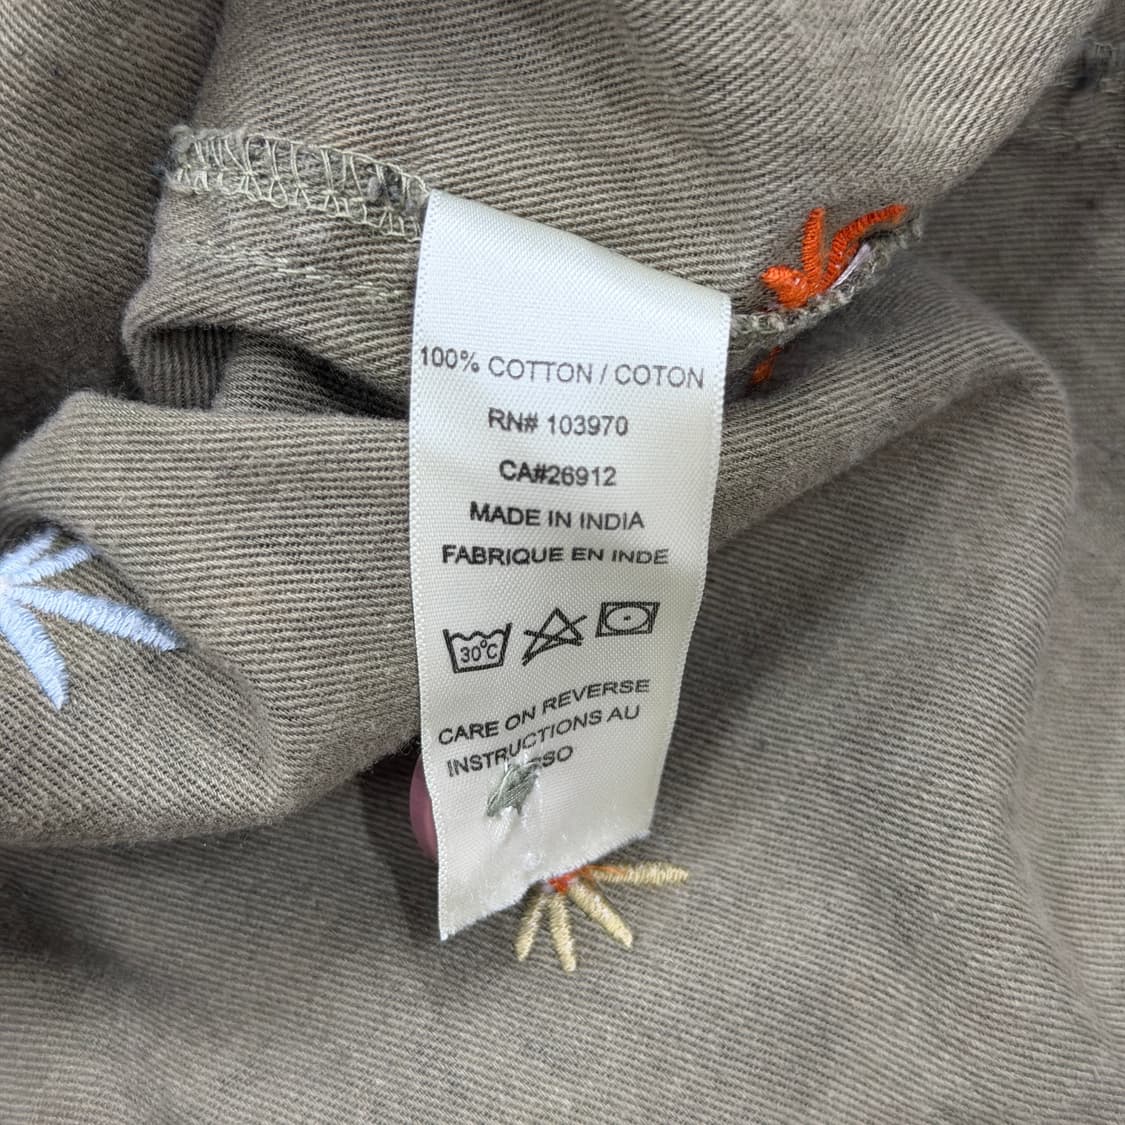 100% COTTON / COTON
RN# 103970
CA#26912
MADE IN INDIA
FABRIQUE EN INDE
30°C
CARE ON REVERSE
INSTRUCTIONS AU